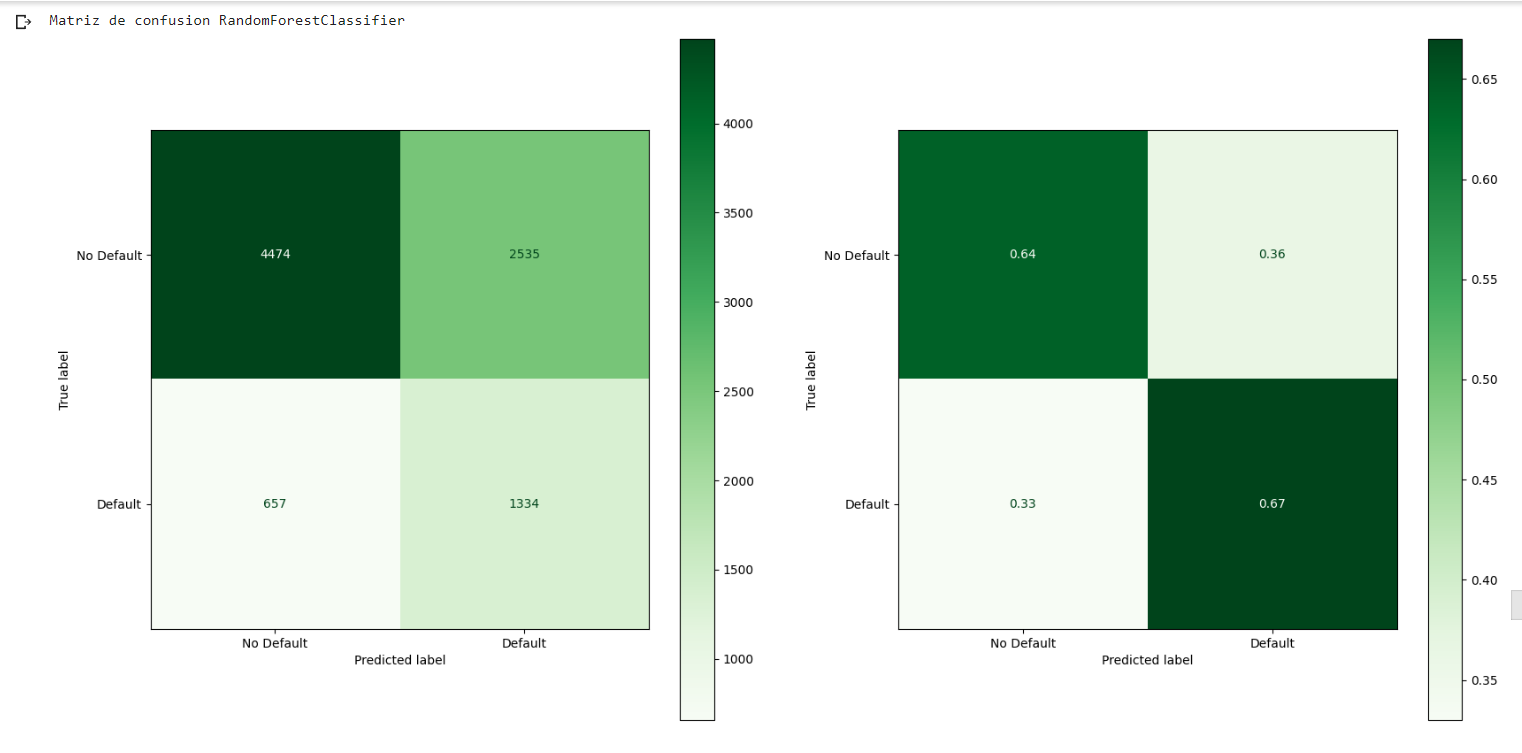 Matriz de confusion RandomForestClassifier
4000
3500
3000
2500
2000
1500
1000
No Default
Default
True label
4474
2535
657
1334
No Default
Default
Predicted label
0.65
0.60
0.55
0.50
0.45
0.40
0.35
No Default
Default
True label
0.64
0.36
0.33
0.67
No Default
Default
Predicted label